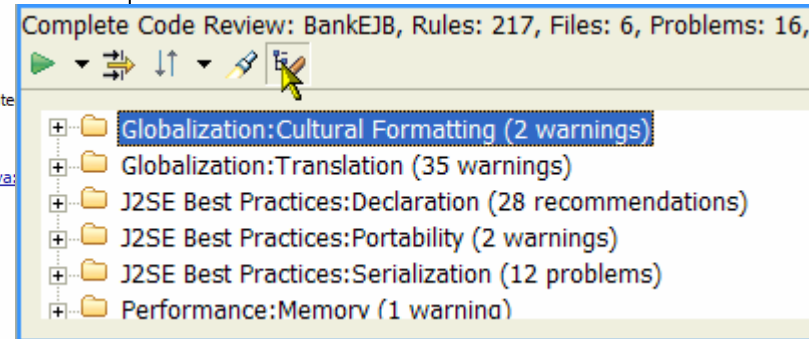 Complete Code Review: BankEJB, Rules: 217, Files: 6, Problems: 16,
te
Globalization:Cultural Formatting (2 warnings)
Globalization:Translation (35 warnings)
va:
J2SE Best Practices:Declaration (28 recommendations)
J2SE Best Practices:Portability (2 warnings)
J2SE Best Practices:Serialization (12 problems)
Performance:Memory (1 warning)